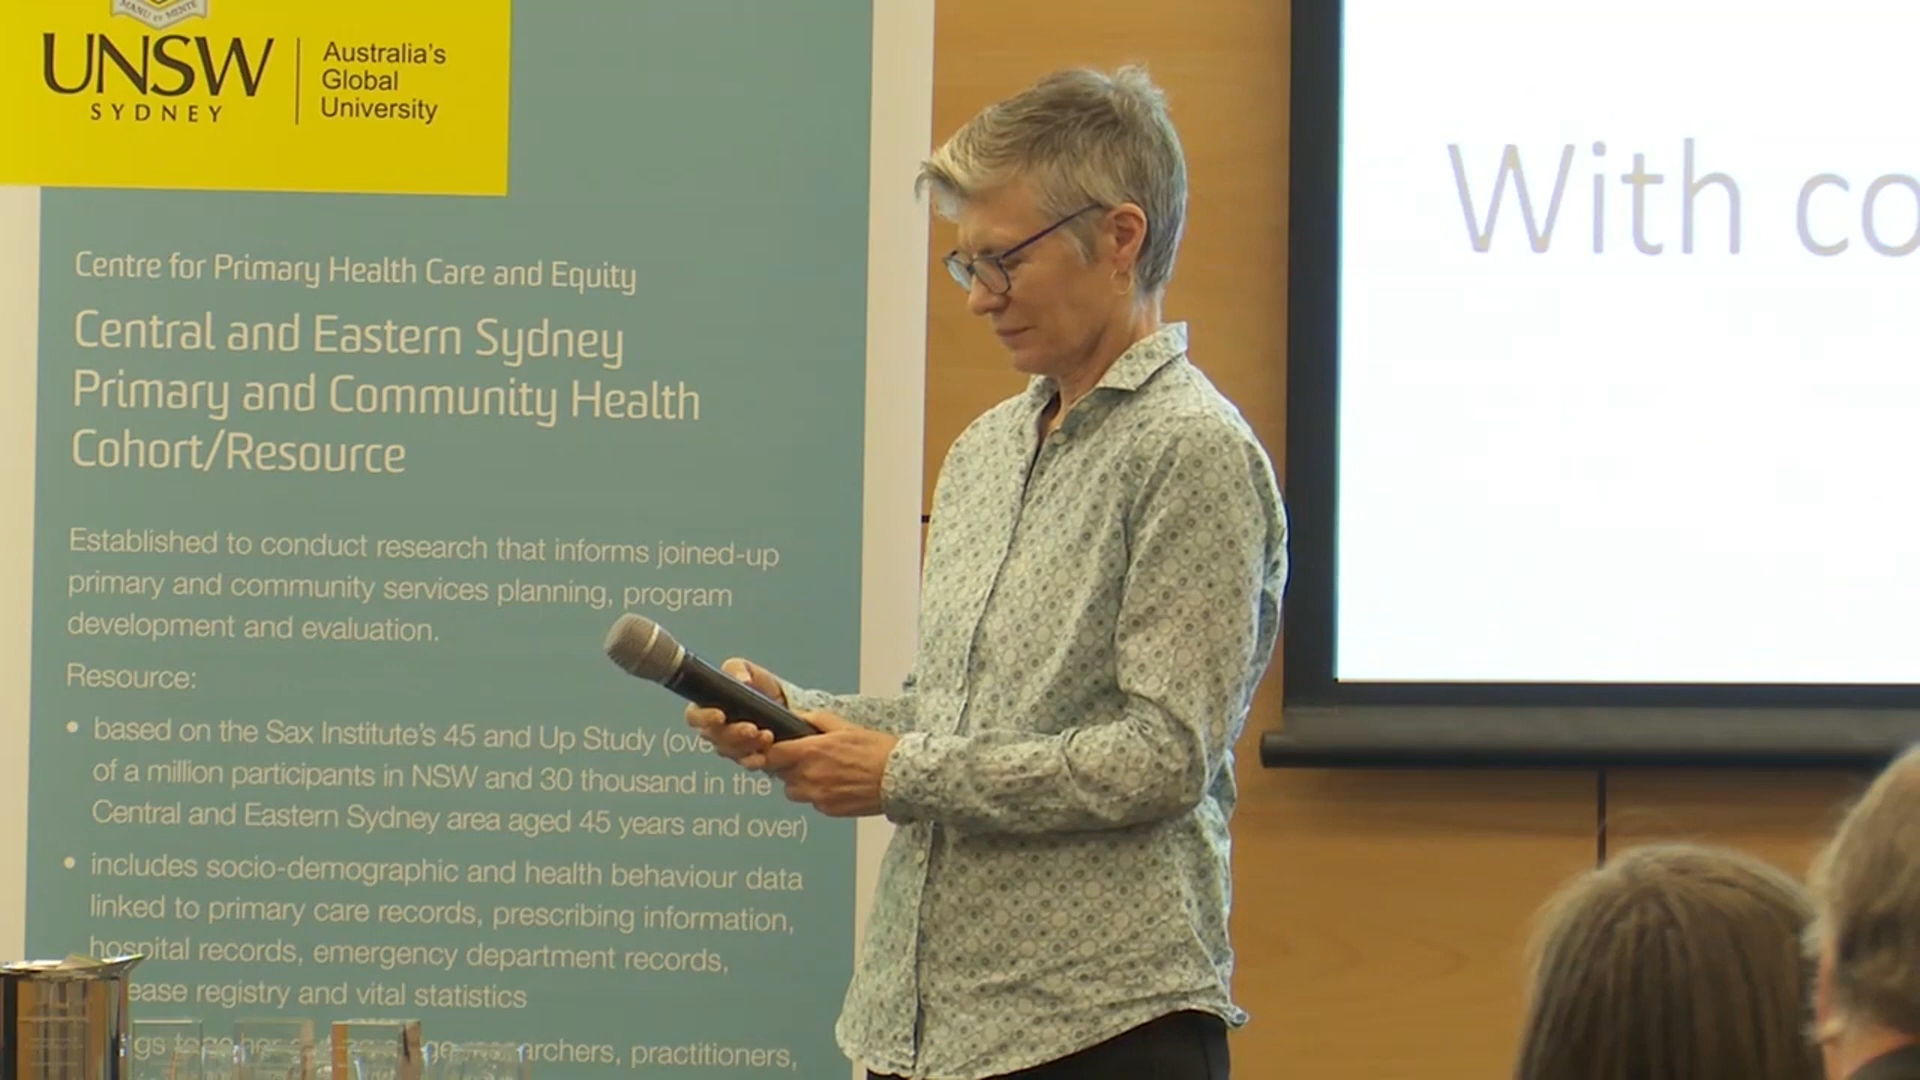 MANU ET MENTE
UNSW
SYDNEY
Australia's
Global
University
Centre for Primary Health Care and Equity
Central and Eastern Sydney
Primary and Community Health
Cohort/Resource
Established to conduct research that informs joined-up
primary and community services planning, program
development and evaluation.
Resource:
• based on the Sax Institute's 45 and Up Study
of a million participants in NSW and 30 thousand in the
Central and Eastern Sydney area aged 45 years and over)
• includes socio-demographic and health behaviour data
linked to primary care records, prescribing information,
hospital records, emergency department records,
registry and vital statistics
practitioners,
With